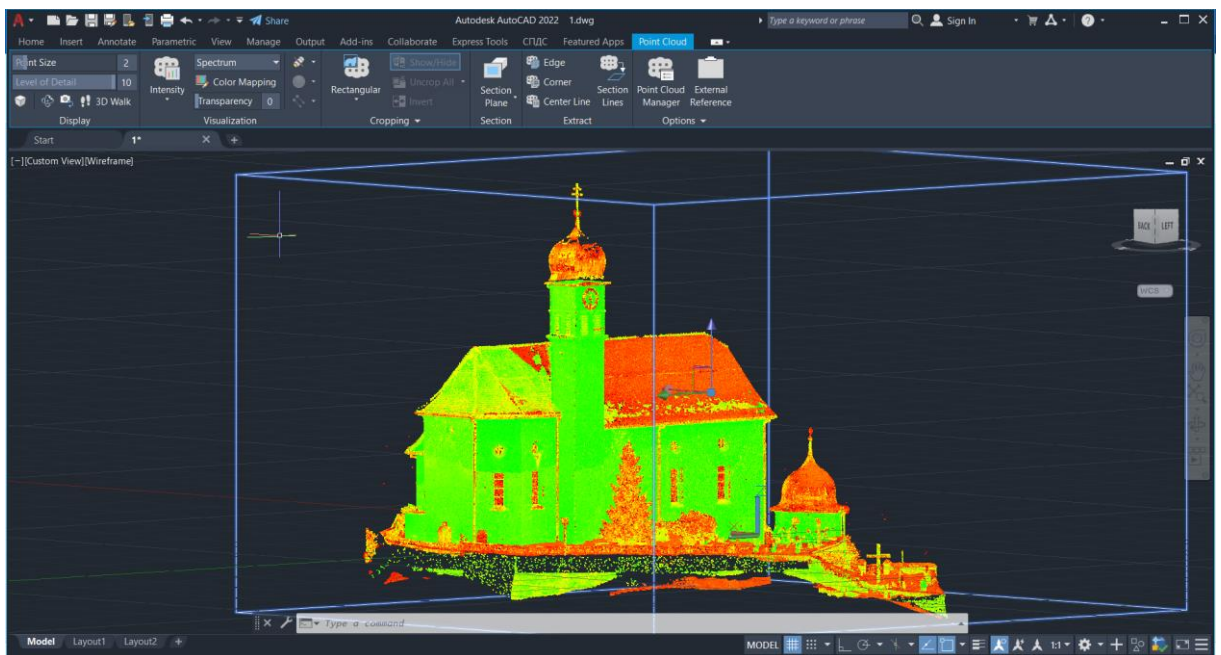 Share
Autodesk AutoCAD 2022 1.dwg
Type a keyword or phrase
Sign In
Home Insert Annotate Parametric View Manage Output Add-ins Collaborate Express Tools СПДС Featured Apps Point Cloud
Point Size 2
Level of Detail 10
3D Walk
Display
Intensity
Spectrum
Color Mapping
Transparency 0
Visualization
Rectangular
Show/Hide
Uncrop All
Invert
Cropping
Section
Plane
Section
Edge
Corner
Center Line
Section
Lines
Extract
Point Cloud
Manager
External
Reference
Options
Start 1*
[−][Custom View][Wireframe]
LEFT
WCS
Type a command
Model Layout1 Layout2
MODEL 1:1